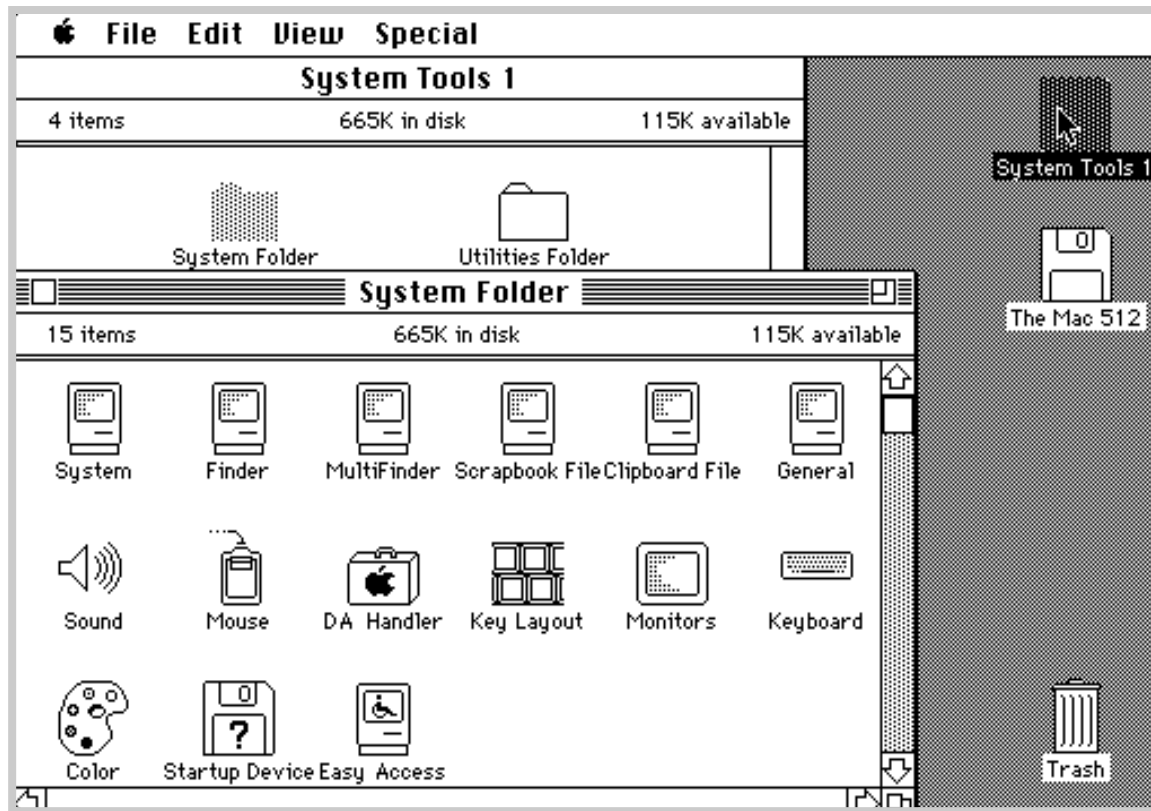 File Edit View Special
System Tools 1
4 items 665K in disk 115K available
System Tools 1
System Folder Utilities Folder
System Folder
The Mac 512
15 items 665K in disk 115K available
System Finder MultiFinder Scrapbook File Clipboard File General
Sound Mouse DA Handler Key Layout Monitors Keyboard
Color Startup Device Easy Access
Trash